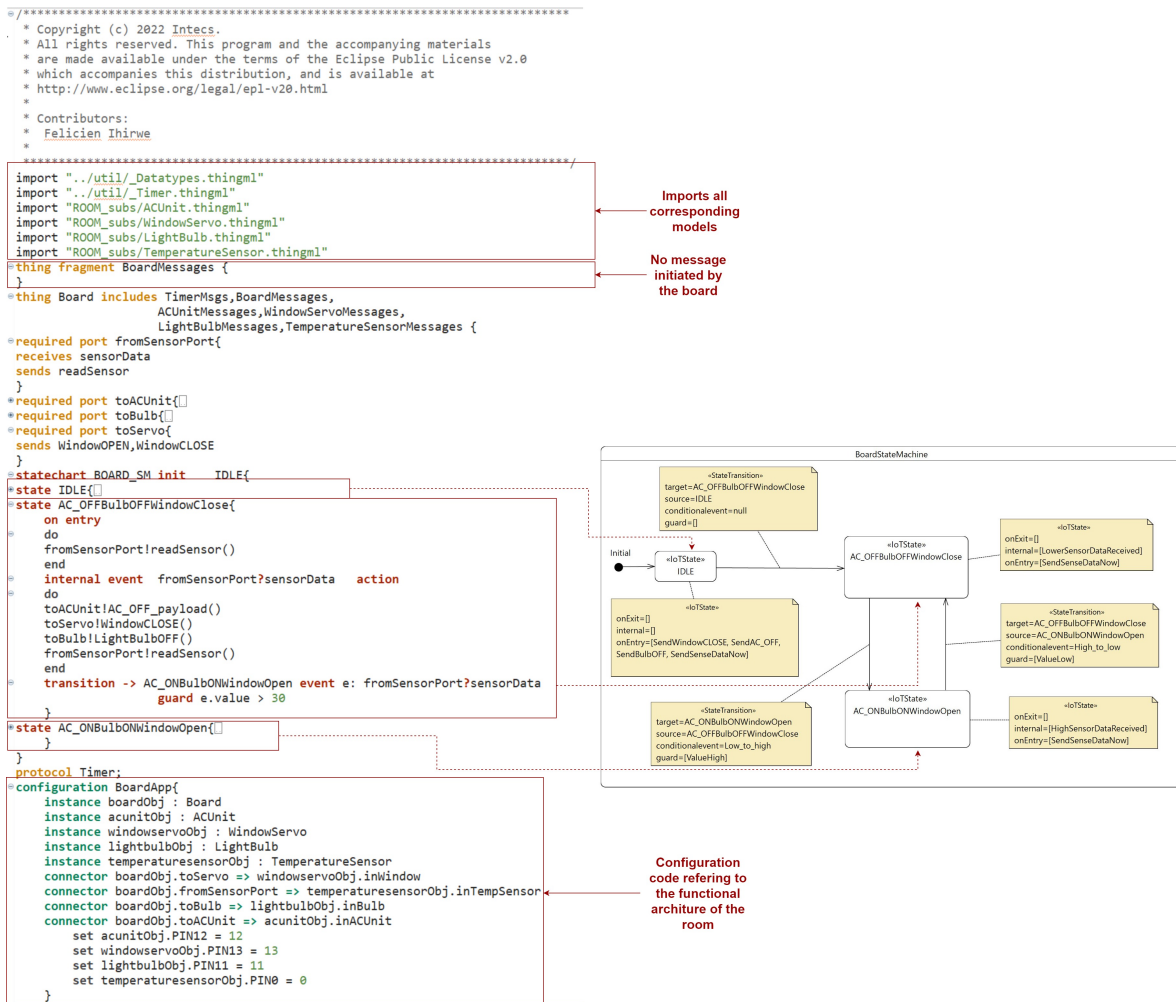 /*****************************************************************************
* Copyright (c) 2022 Intecs.
* All rights reserved. This program and the accompanying materials
* are made available under the terms of the Eclipse Public License v2.0
* which accompanies this distribution, and is available at
* http://www.eclipse.org/legal/epl-v20.html
*
* Contributors:
*  Felicien Ihirwe
*
*****************************************************************************/
import "../util/_Datatypes.thingml"
import "../util/_Timer.thingml"
import "ROOM_subs/ACUnit.thingml"
import "ROOM_subs/WindowServo.thingml"
import "ROOM_subs/LightBulb.thingml"
import "ROOM_subs/TemperatureSensor.thingml"
Imports all
corresponding
models
thing fragment BoardMessages {
}
No message
initiated by
the board
thing Board includes TimerMsgs,BoardMessages,
ACUnitMessages,WindowServoMessages,
LightBulbMessages,TemperatureSensorMessages {
required port fromSensorPort{
receives sensorData
sends readSensor
}
required port toACUnit{
required port toBulb{
required port toServo{
sends WindowOPEN,WindowCLOSE
}
statechart BOARD_SM init    IDLE{
state IDLE{
state AC_OFFBulbOFFWindowClose{
on entry
do
fromSensorPort!readSensor()
end
internal event  fromSensorPort?sensorData   action
do
toACUnit!AC_OFF_payload()
toServo!WindowCLOSE()
toBulb!LightBulbOFF()
fromSensorPort!readSensor()
end
transition -> AC_ONBulbONWindowOpen event e: fromSensorPort?sensorData
guard e.value > 30
}
state AC_ONBulbONWindowOpen{
}
}
protocol Timer;
configuration BoardApp{
instance boardObj : Board
instance acunitObj : ACUnit
instance windowservoObj : WindowServo
instance lightbulbObj : LightBulb
instance temperaturesensorObj : TemperatureSensor
connector boardObj.toServo => windowservoObj.inWindow
connector boardObj.fromSensorPort => temperaturesensorObj.inTempSensor
connector boardObj.toBulb => lightbulbObj.inBulb
connector boardObj.toACUnit => acunitObj.inACUnit
set acunitObj.PIN12 = 12
set windowservoObj.PIN13 = 13
set lightbulbObj.PIN11 = 11
set temperaturesensorObj.PIN0 = 0
}
Configuration
code refering to
the functional
architure of the
room
BoardStateMachine
«StateTransition»
target=AC_OFFBulbOFFWindowClose
source=IDLE
conditionalevent=null
guard=[]
Initial
«IoTState»
IDLE
«IoTState»
AC_OFFBulbOFFWindowClose
«IoTState»
onExit=[]
internal=[LowerSensorDataReceived]
onEntry=[SendSenseDataNow]
«IoTState»
onExit=[]
internal=[]
onEntry=[SendWindowCLOSE, SendAC_OFF,
SendBulbOFF, SendSenseDataNow]
«StateTransition»
target=AC_OFFBulbOFFWindowClose
source=AC_ONBulbONWindowOpen
conditionalevent=High_to_low
guard=[ValueLow]
«StateTransition»
target=AC_ONBulbONWindowOpen
source=AC_OFFBulbOFFWindowClose
conditionalevent=Low_to_high
guard=[ValueHigh]
«IoTState»
AC_ONBulbONWindowOpen
«IoTState»
onExit=[]
internal=[HighSensorDataReceived]
onEntry=[SendSenseDataNow]